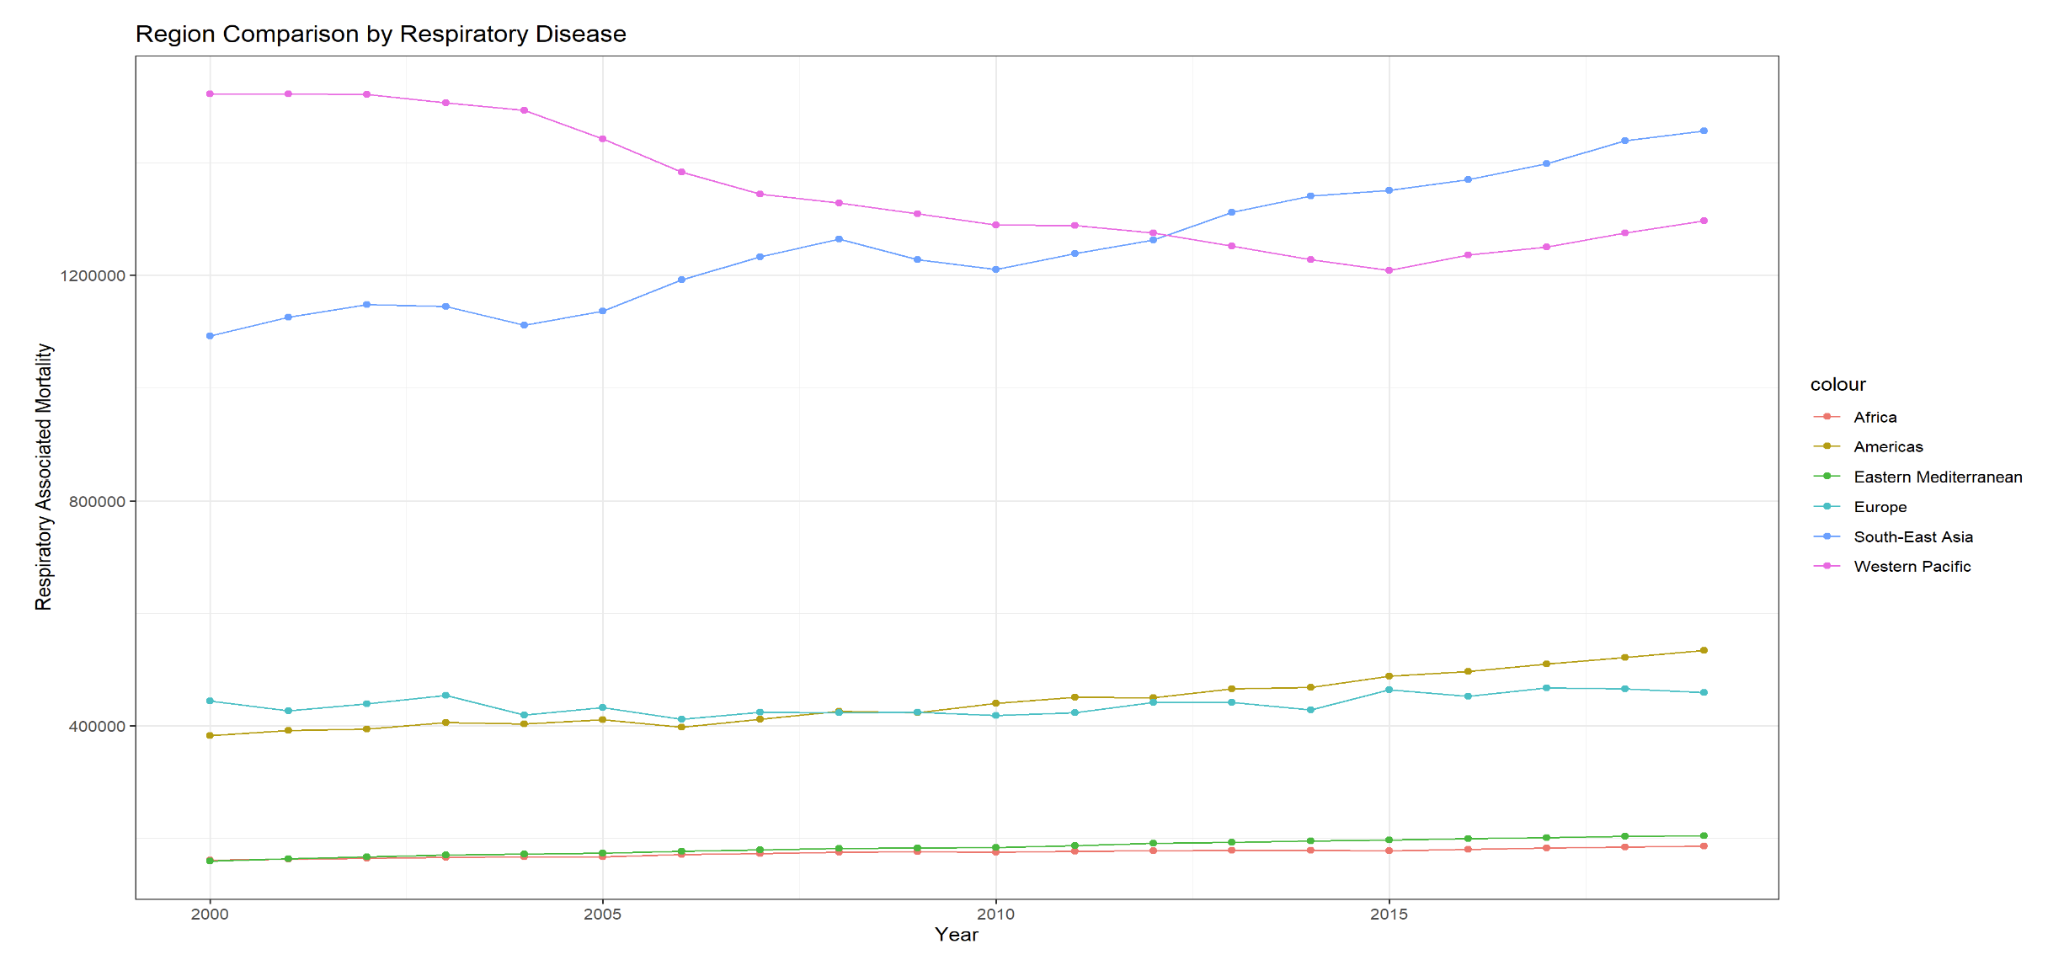 Region Comparison by Respiratory Disease
Respiratory Associated Mortality
1200000
800000
400000
2000
2005
2010
2015
Year
colour
Africa
Americas
Eastern Mediterranean
Europe
South-East Asia
Western Pacific